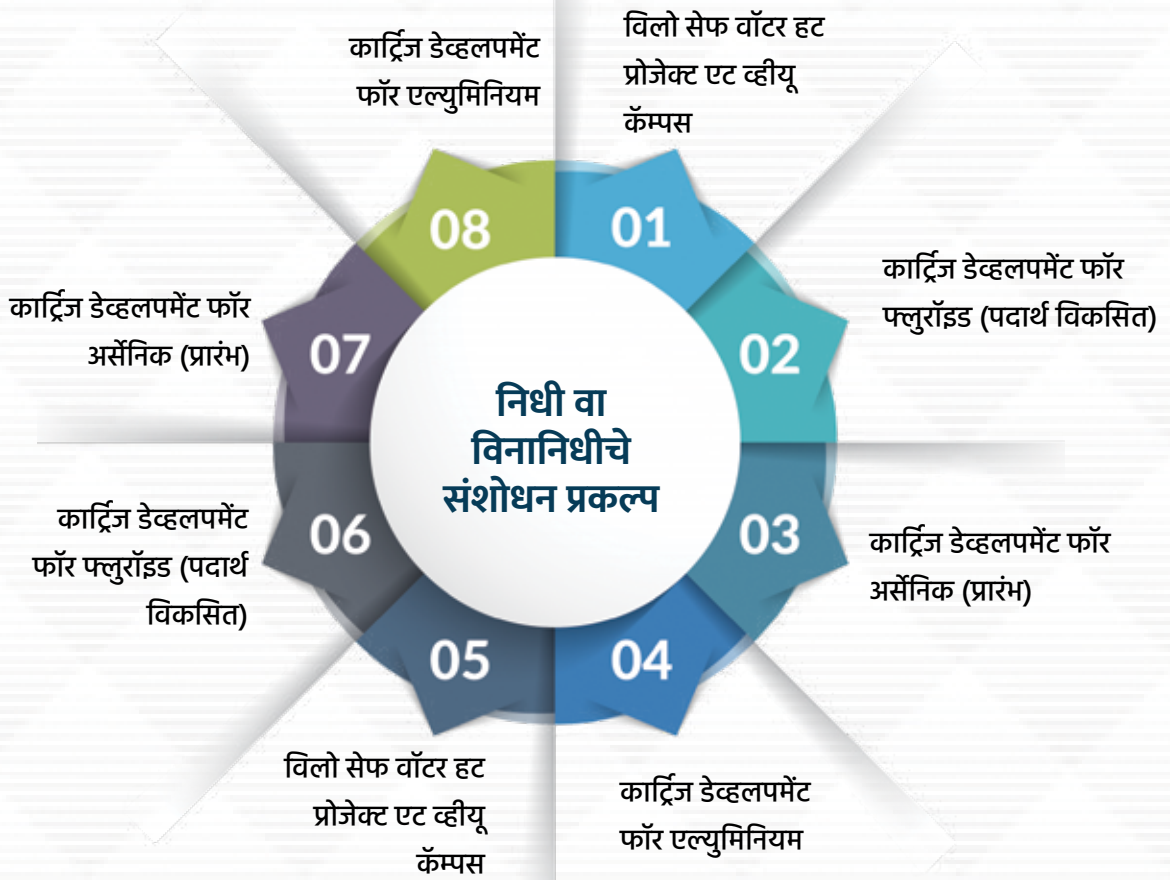 विलो सेफ वॉटर हट
प्रोजेक्ट एट व्हीयू
कॅम्पस
01
कार्ट्रिज डेव्हलपमेंट फॉर
फ्लुरॉइड (पदार्थ विकसित)
02
कार्ट्रिज डेव्हलपमेंट फॉर
अर्सेनिक (प्रारंभ)
03
कार्ट्रिज डेव्हलपमेंट
फॉर एल्युमिनियम
04
विलो सेफ वॉटर हट
प्रोजेक्ट एट व्हीयू
कॅम्पस
05
कार्ट्रिज डेव्हलपमेंट
फॉर फ्लुरॉइड (पदार्थ
विकसित)
06
कार्ट्रिज डेव्हलपमेंट फॉर
अर्सेनिक (प्रारंभ)
07
कार्ट्रिज डेव्हलपमेंट
फॉर एल्युमिनियम
08
निधी वा
विनानिधीचे
संशोधन प्रकल्प